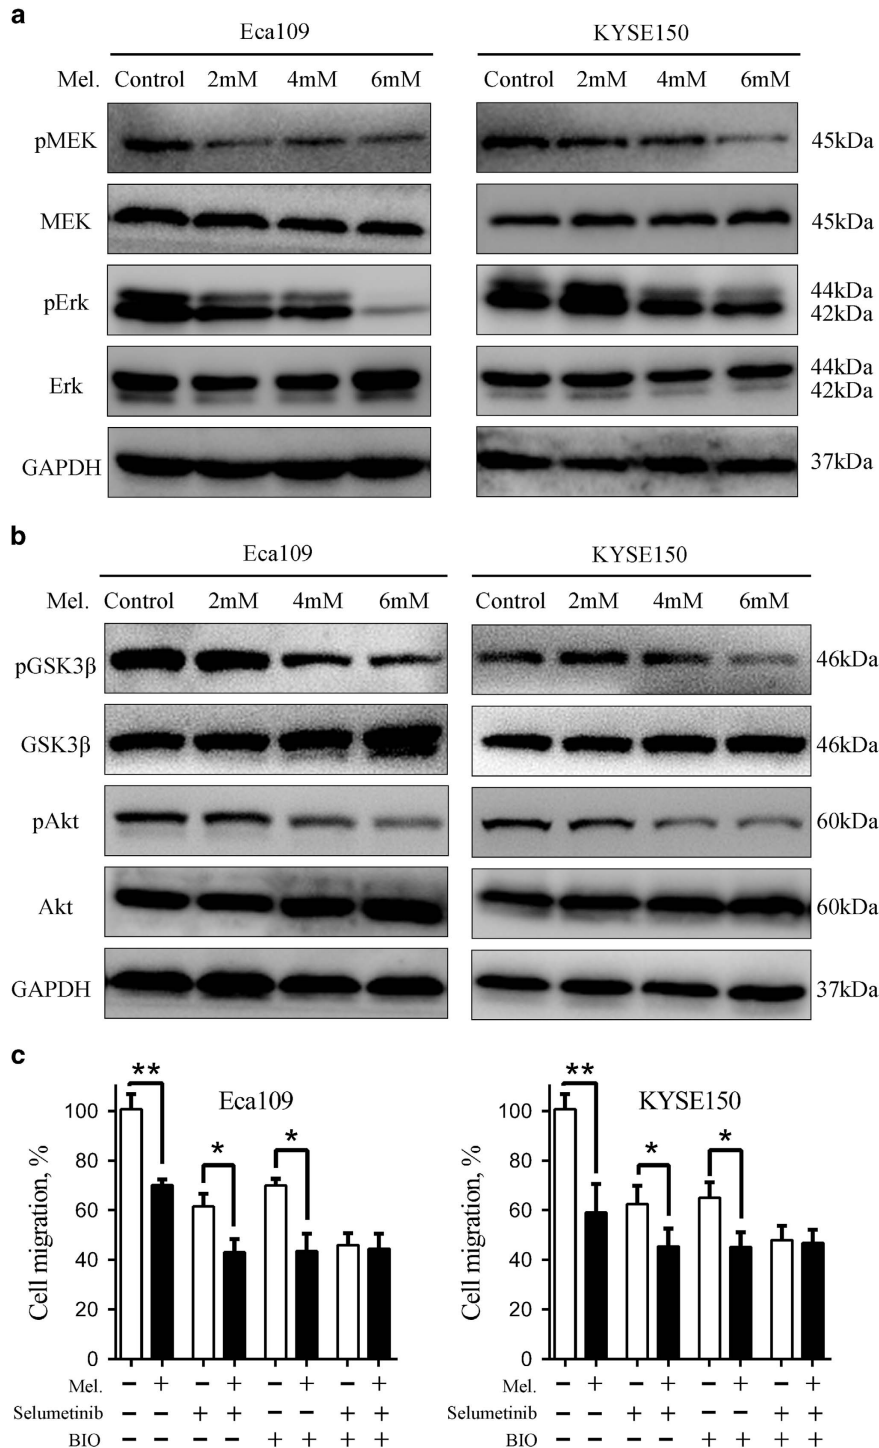 a
Eca109 KYSE150
Mel. Control 2mM 4mM 6mM Control 2mM 4mM 6mM
pMEK 45kDa
MEK 45kDa
pErk 44kDa
42kDa
Erk 44kDa
42kDa
GAPDH 37kDa
b
Eca109 KYSE150
Mel. Control 2mM 4mM 6mM Control 2mM 4mM 6mM
pGSK3β 46kDa
GSK3β 46kDa
pAkt 60kDa
Akt 60kDa
GAPDH 37kDa
c
Eca109
Cell migration, %
100
80
60
40
20
0
** * *
Mel. − + − + − + − +
Selumetinib − − + + − − + +
BIO − − − − + + + +
KYSE150
Cell migration, %
100
80
60
40
20
0
** * *
Mel. − + − + − + − +
Selumetinib − − + + − − + +
BIO − − − − + + + +